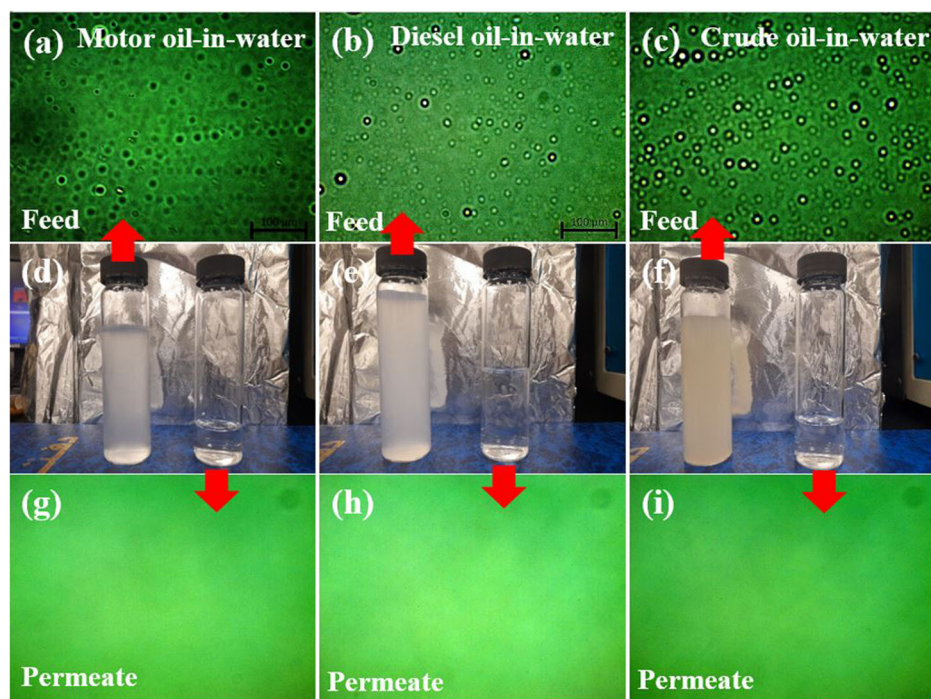 (a) Motor oil-in-water
(b) Diesel oil-in-water
(c) Crude oil-in-water
Feed
100 μm
Feed
100 μm
Feed
(d)
(e)
(f)
(g)
(h)
(i)
Permeate
Permeate
Permeate